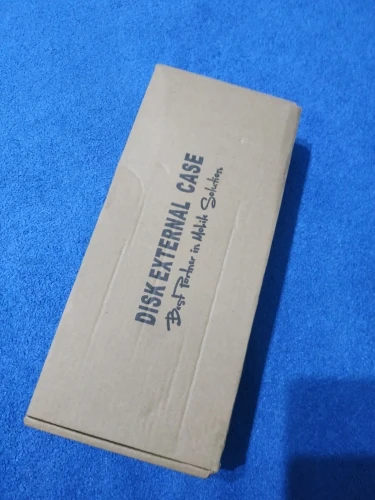 DISK EXTERNAL CASE
Best Partner in Mobile Solution